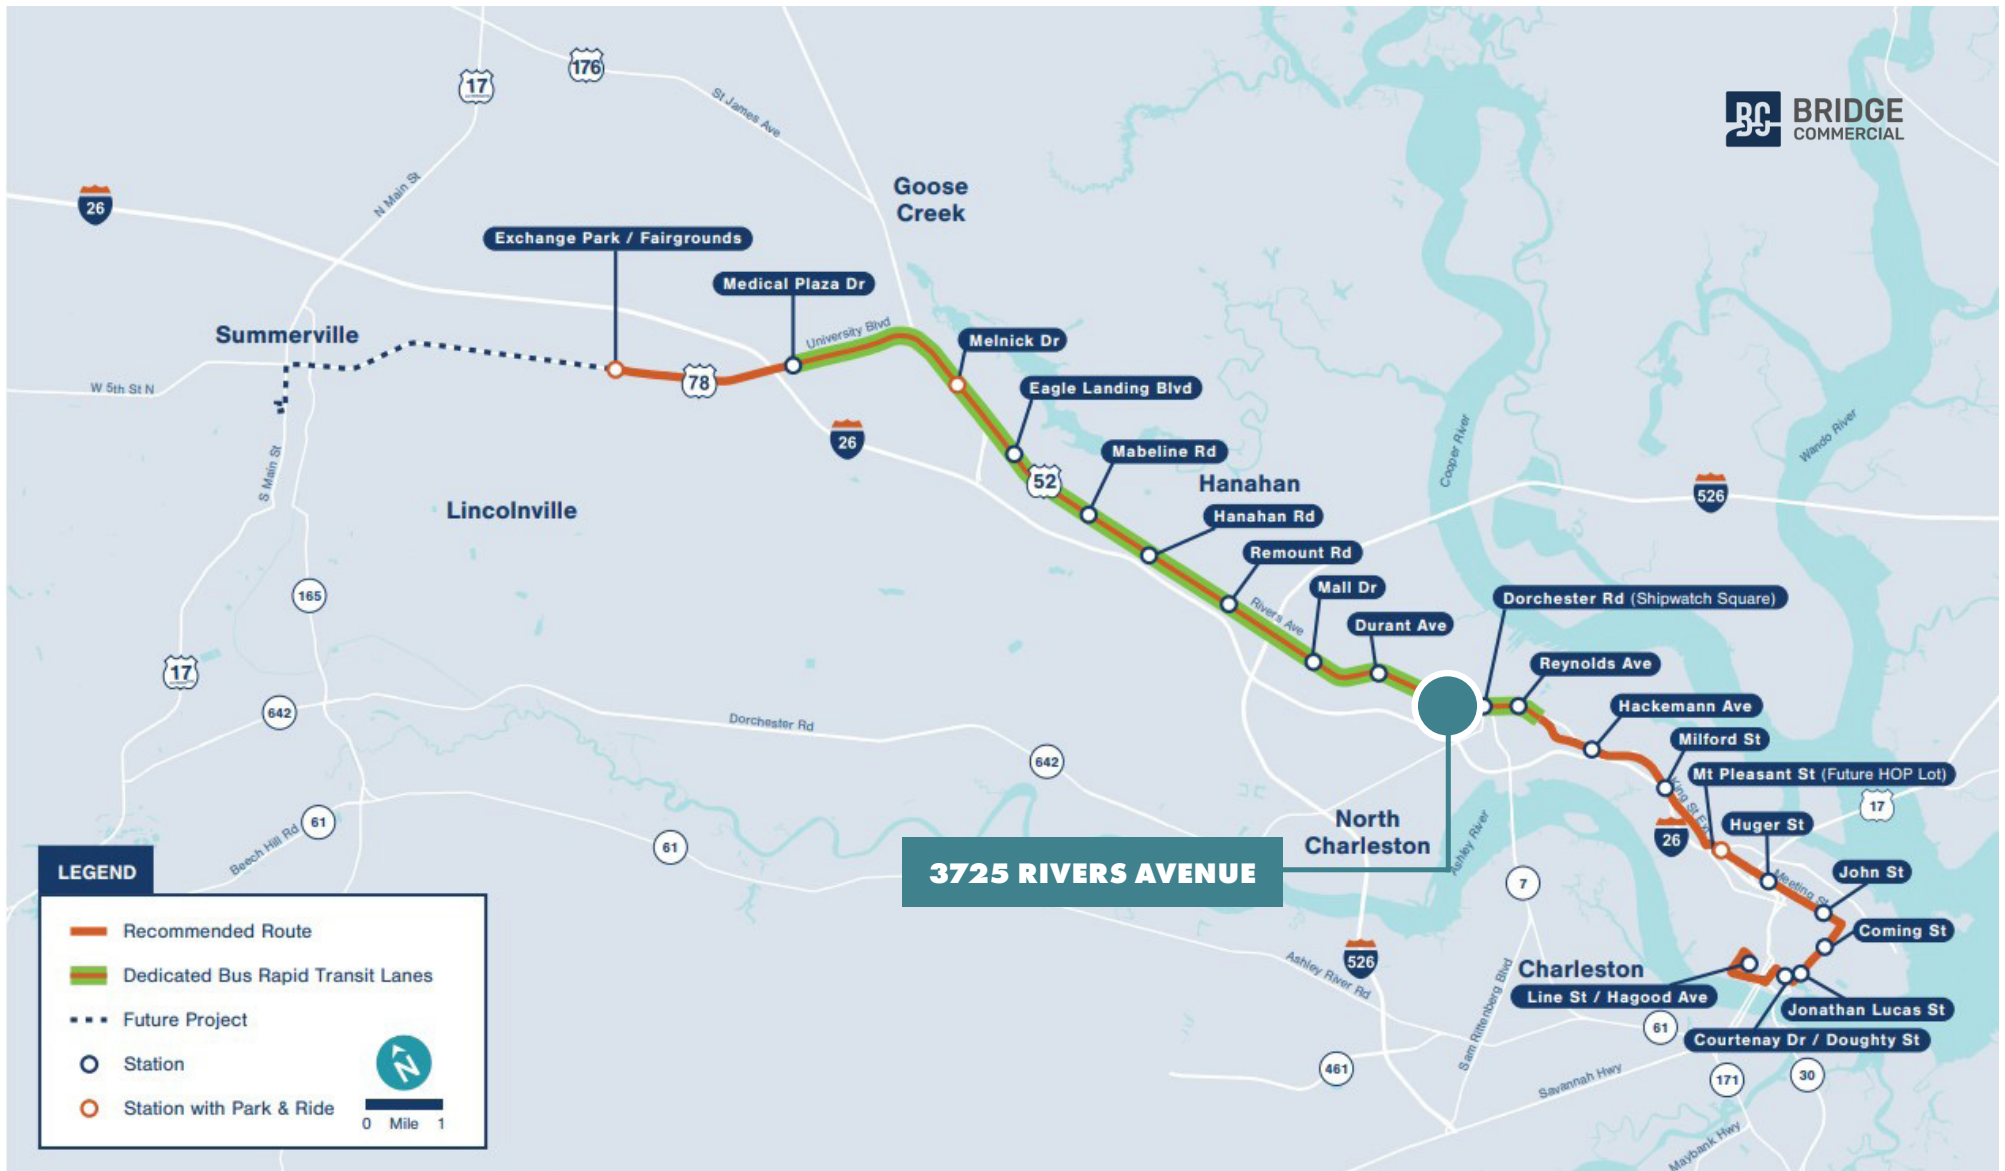 176
17
St James Ave
BC BRIDGE
COMMERCIAL
N Main St
26
Goose
Creek
Exchange Park / Fairgrounds
Medical Plaza Dr
University Blvd
Summerville
Melnick Dr
78
W 5th St N
Eagle Landing Blvd
26
Mabeline Rd
Cooper River
Wando River
S Main St
52
Hanahan
526
Lincolnville
Hanahan Rd
Remount Rd
165
Mall Dr
Rivers Ave
Dorchester Rd (Shipwatch Square)
Durant Ave
Reynolds Ave
17
642
Dorchester Rd
Hackemann Ave
Milford St
642
Mt Pleasant St (Future HOP Lot)
King St Ext
17
61
Beech Hill Rd
North
Charleston
Ashley River
26
Huger St
61
3725 RIVERS AVENUE
John St
Meeting St
7
Coming St
526
Ashley River Rd
Sam Rittenberg Blvd
Charleston
Line St / Hagood Ave
Jonathan Lucas St
61
Courtenay Dr / Doughty St
461
Savannah Hwy
171
30
Maybank Hwy
LEGEND
Recommended Route
Dedicated Bus Rapid Transit Lanes
Future Project
Station
Station with Park & Ride
N
0 Mile 1